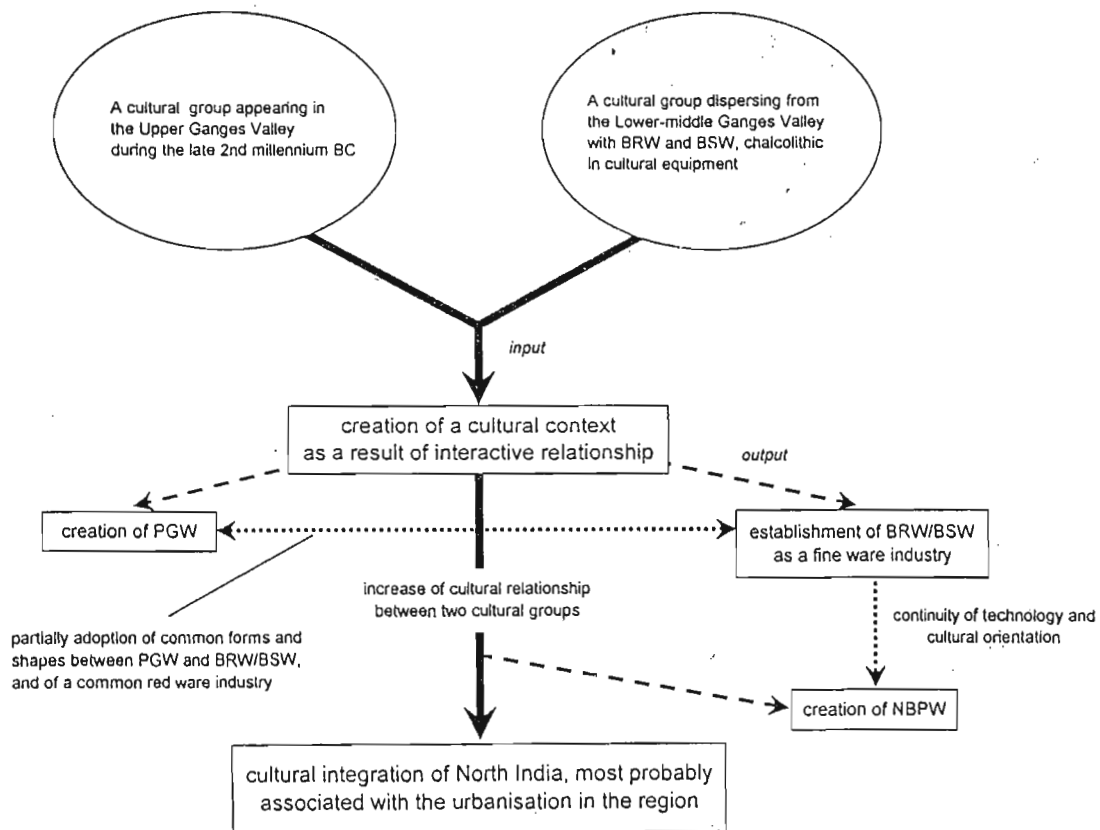 A cultural group appearing in
the Upper Ganges Valley
during the late 2nd millennium BC
A cultural group dispersing from
the Lower-middle Ganges Valley
with BRW and BSW, chalcolithic
in cultural equipment
input
creation of a cultural context
as a result of interactive relationship
output
creation of PGW
establishment of BRW/BSW
as a fine ware industry
increase of cultural relationship
between two cultural groups
continuity of technology and
cultural orientation
partially adoption of common forms and
shapes between PGW and BRW/BSW,
and of a common red ware industry
creation of NBPW
cultural integration of North India, most probably
associated with the urbanisation in the region